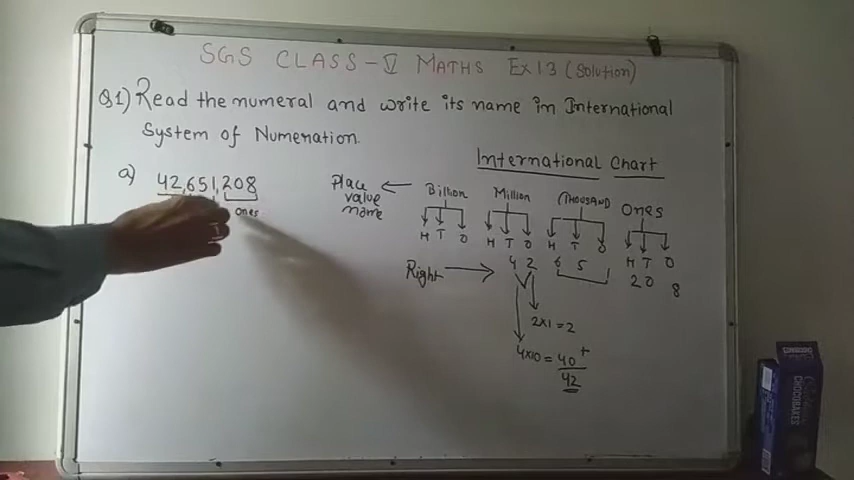 SGS CLASS-V MATHS EX 13 (Solution)
Q1) Read the numeral and write its name in International
System of Numeration.
International Chart
a) 42,651,208
ones
Place value name
Billion Million THOUSAND Ones
H T O H T O H T O H T O
Right
4 2 6 5 1 2 0 8
2x1=2
4x10=40 +
42
CHOCOBAKES